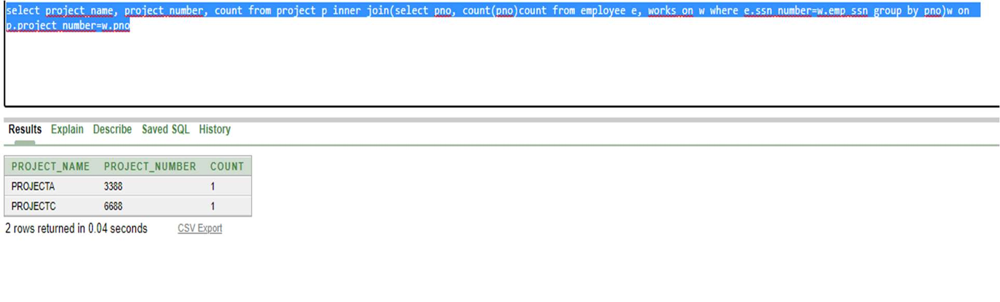 select project_name, project_number, count from project p inner join(select pno, count(pno)count from employee e, works_on w where e.ssn_number=w.emp_ssn group by pno)w on
p.project_number=w.pno
Results Explain Describe Saved SQL History
PROJECT_NAME PROJECT_NUMBER COUNT
PROJECTA 3388 1
PROJECTC 6688 1
2 rows returned in 0.04 seconds CSV Export